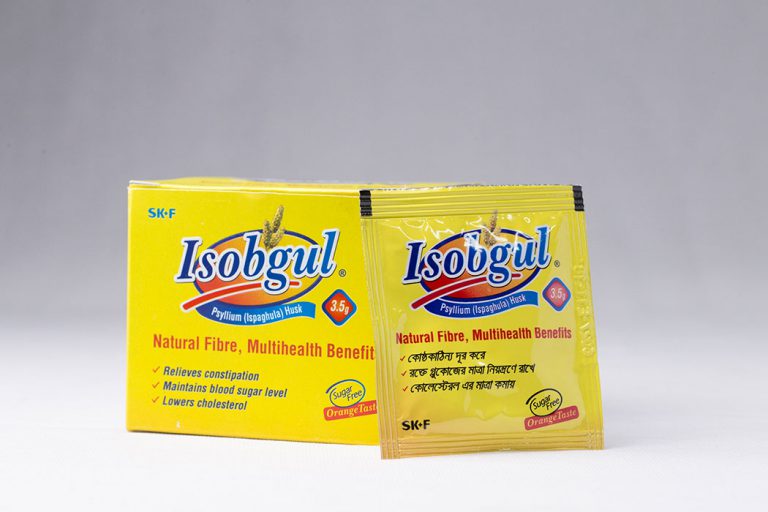 SK+F
Isobgul®
Psyllium (Ispaghula) Husk
3.5g
Natural Fibre, Multihealth Benefit
✓ Relieves constipation
✓ Maintains blood sugar level
✓ Lowers cholesterol
Sugar Free
Orange Taste
Isobgul®
Psyllium (Ispaghula) Husk
3.5g
Natural Fibre, Multihealth Benefits
✓ কোষ্ঠকাঠিন্য দূর করে
✓ রক্তে গ্লুকোজের মাত্রা নিয়ন্ত্রণে রাখে
✓ কোলেস্টেরল এর মাত্রা কমায়
Sugar Free
Orange Taste
SK+F